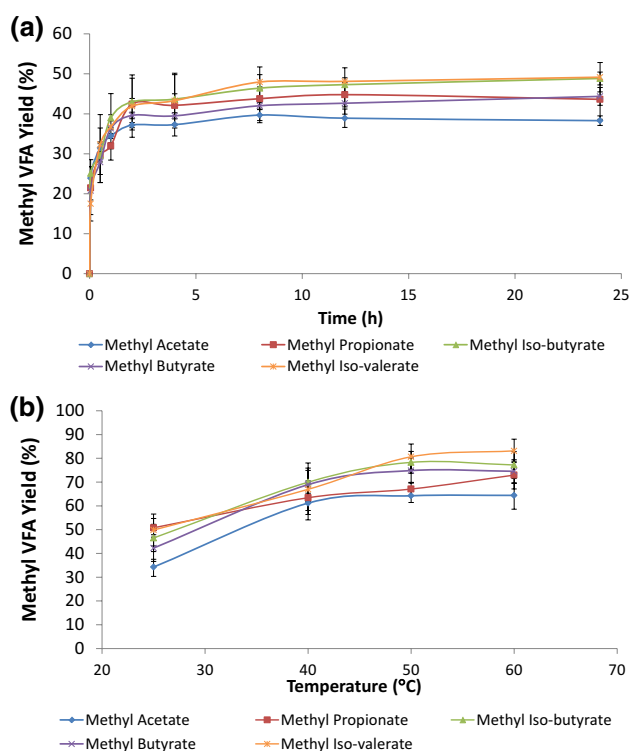 (a)
60
50
40
30
20
10
0
Methyl VFA Yield (%)
0 5 10 15 20 25
Time (h)
Methyl Acetate Methyl Propionate Methyl Iso-butyrate
Methyl Butyrate Methyl Iso-valerate
(b)
100
90
80
70
60
50
40
30
20
10
0
Methyl VFA Yield (%)
20 30 40 50 60 70
Temperature (°C)
Methyl Acetate Methyl Propionate Methyl Iso-butyrate
Methyl Butyrate Methyl Iso-valerate